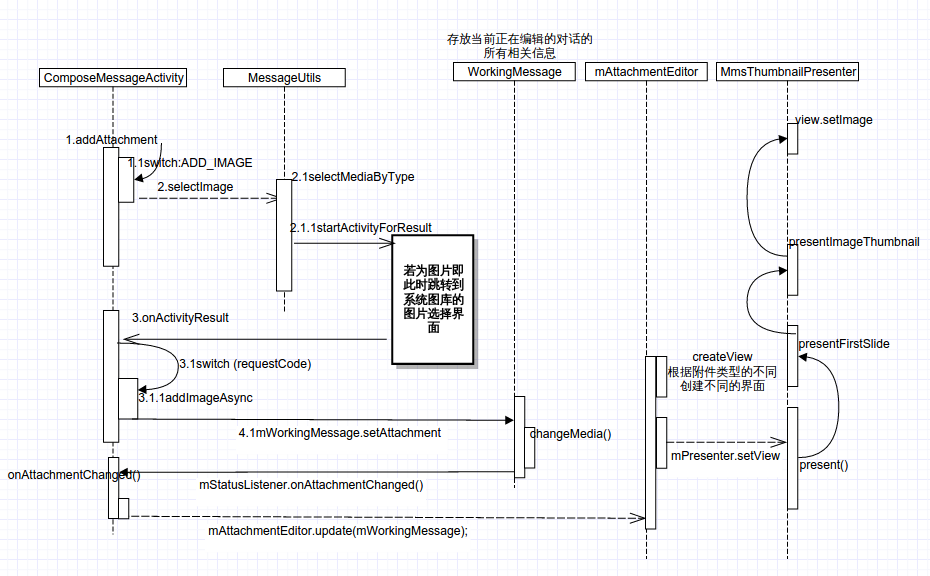 存放当前正在编辑的对话的
所有相关信息
ComposeMessageActivity
MessageUtils
WorkingMessage
mAttachmentEditor
MmsThumbnailPresenter
view.setImage
1.addAttachment
1.1switch:ADD_IMAGE
2.selectImage
2.1selectMediaByType
2.1.1startActivityForResult
presentImageThumbnail
若为图片即
此时跳转到
系统图库的
图片选择界
面
3.onActivityResult
presentFirstSlide
3.1switch (requestCode)
createView
根据附件类型的不同
创建不同的界面
3.1.1addImageAsync
4.1mWorkingMessage.setAttachment
changeMedia()
mPresenter.setView
present()
onAttachmentChanged()
mStatusListener.onAttachmentChanged()
mAttachmentEditor.update(mWorkingMessage);